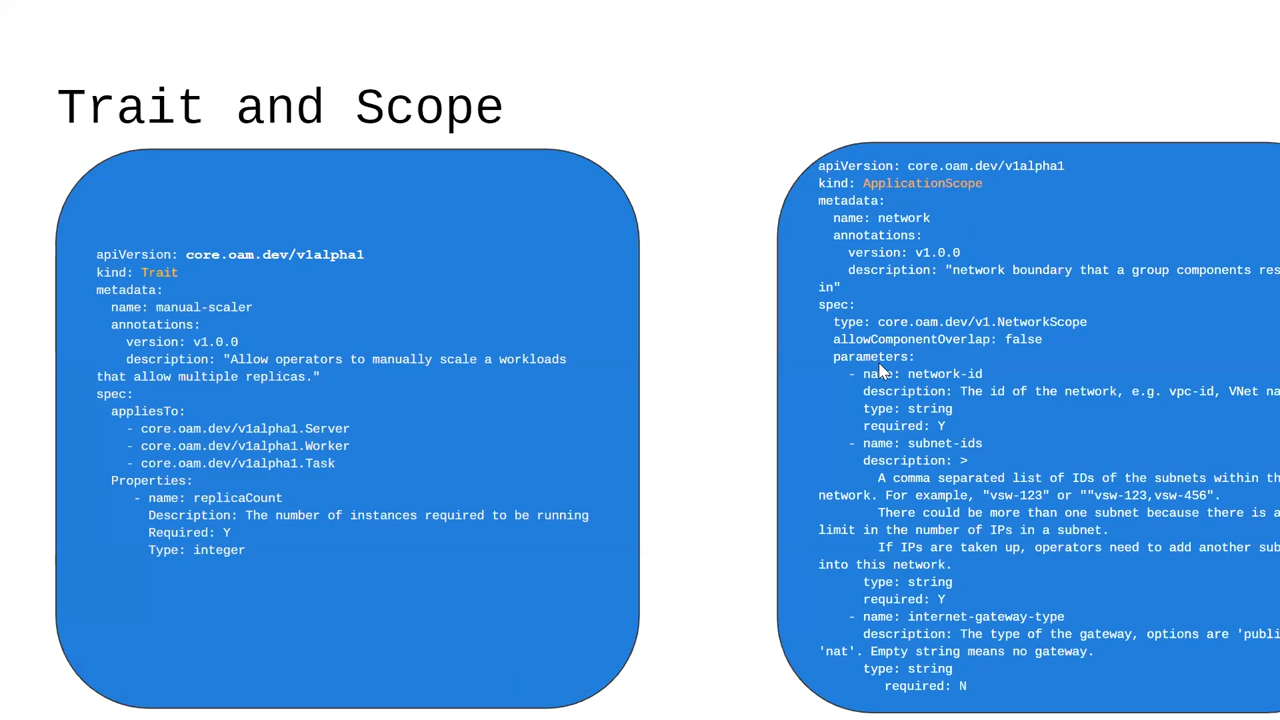 Trait and Scope
apiVersion: core.oam.dev/v1alpha1
kind: Trait
metadata:
  name: manual-scaler
  annotations:
    version: v1.0.0
    description: "Allow operators to manually scale a workloads
that allow multiple replicas."
spec:
  appliesTo:
    - core.oam.dev/v1alpha1.Server
    - core.oam.dev/v1alpha1.Worker
    - core.oam.dev/v1alpha1.Task
  Properties:
     - name: replicaCount
       Description: The number of instances required to be running
       Required: Y
       Type: integer
apiVersion: core.oam.dev/v1alpha1
kind: ApplicationScope
metadata:
  name: network
  annotations:
    version: v1.0.0
    description: "network boundary that a group components res
in"
spec:
  type: core.oam.dev/v1.NetworkScope
  allowComponentOverlap: false
  parameters:
    - name: network-id
      description: The id of the network, e.g. vpc-id, VNet na
      type: string
      required: Y
    - name: subnet-ids
      description: >
        A comma separated list of IDs of the subnets within th
network. For example, "vsw-123" or ""vsw-123,vsw-456".
        There could be more than one subnet because there is a
limit in the number of IPs in a subnet.
        If IPs are taken up, operators need to add another sub
into this network.
      type: string
      required: Y
    - name: internet-gateway-type
      description: The type of the gateway, options are 'publi
'nat'. Empty string means no gateway.
      type: string
         required: N